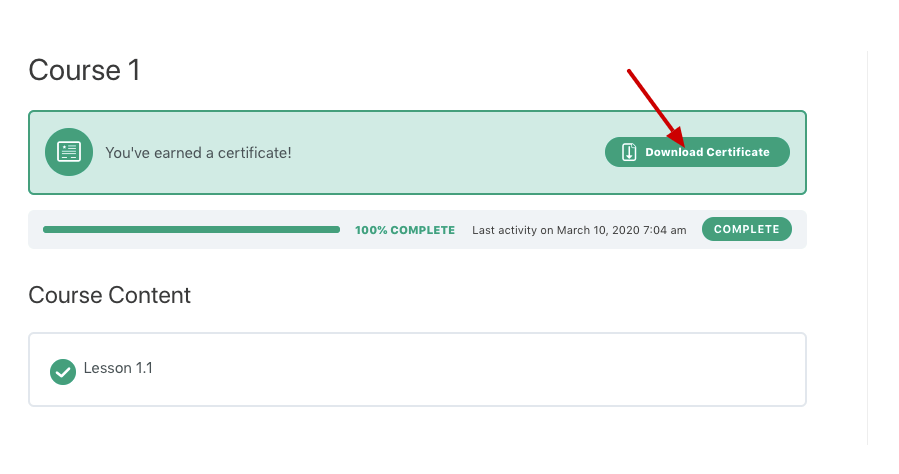 Course 1
You've earned a certificate!
Download Certificate
100% COMPLETE Last activity on March 10, 2020 7:04 am COMPLETE
Course Content
Lesson 1.1